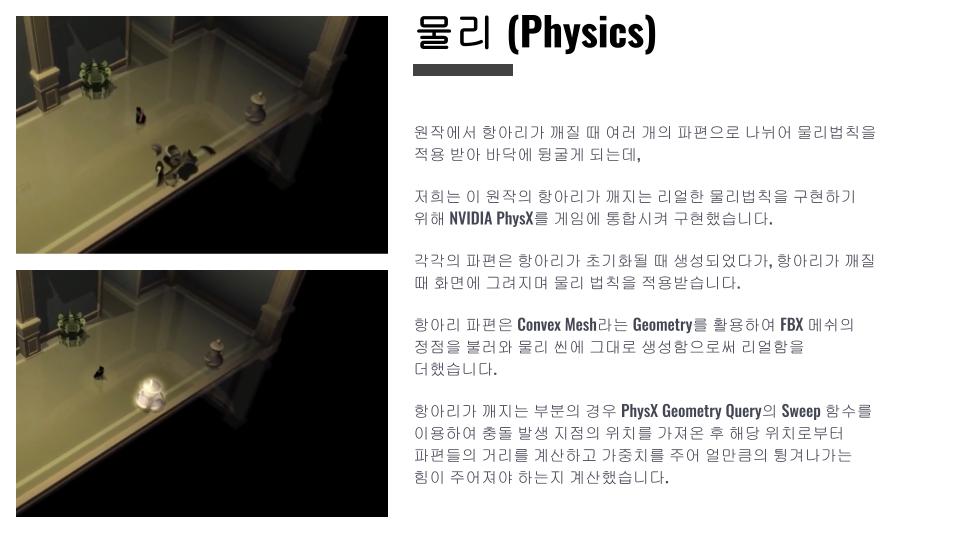 물리 (Physics)
원작에서 항아리가 깨질 때 여러 개의 파편으로 나뉘어 물리법칙을
적용 받아 바닥에 뒹굴게 되는데,
저희는 이 원작의 항아리가 깨지는 리얼한 물리법칙을 구현하기
위해 NVIDIA PhysX를 게임에 통합시켜 구현했습니다.
각각의 파편은 항아리가 초기화될 때 생성되었다가, 항아리가 깨질
때 화면에 그려지며 물리 법칙을 적용받습니다.
항아리 파편은 Convex Mesh라는 Geometry를 활용하여 FBX 메쉬의
정점을 불러와 물리 씬에 그대로 생성함으로써 리얼함을
더했습니다.
항아리가 깨지는 부분의 경우 PhysX Geometry Query의 Sweep 함수를
이용하여 충돌 발생 지점의 위치를 가져온 후 해당 위치로부터
파편들의 거리를 계산하고 가중치를 주어 얼만큼의 튕겨나가는
힘이 주어져야 하는지 계산했습니다.